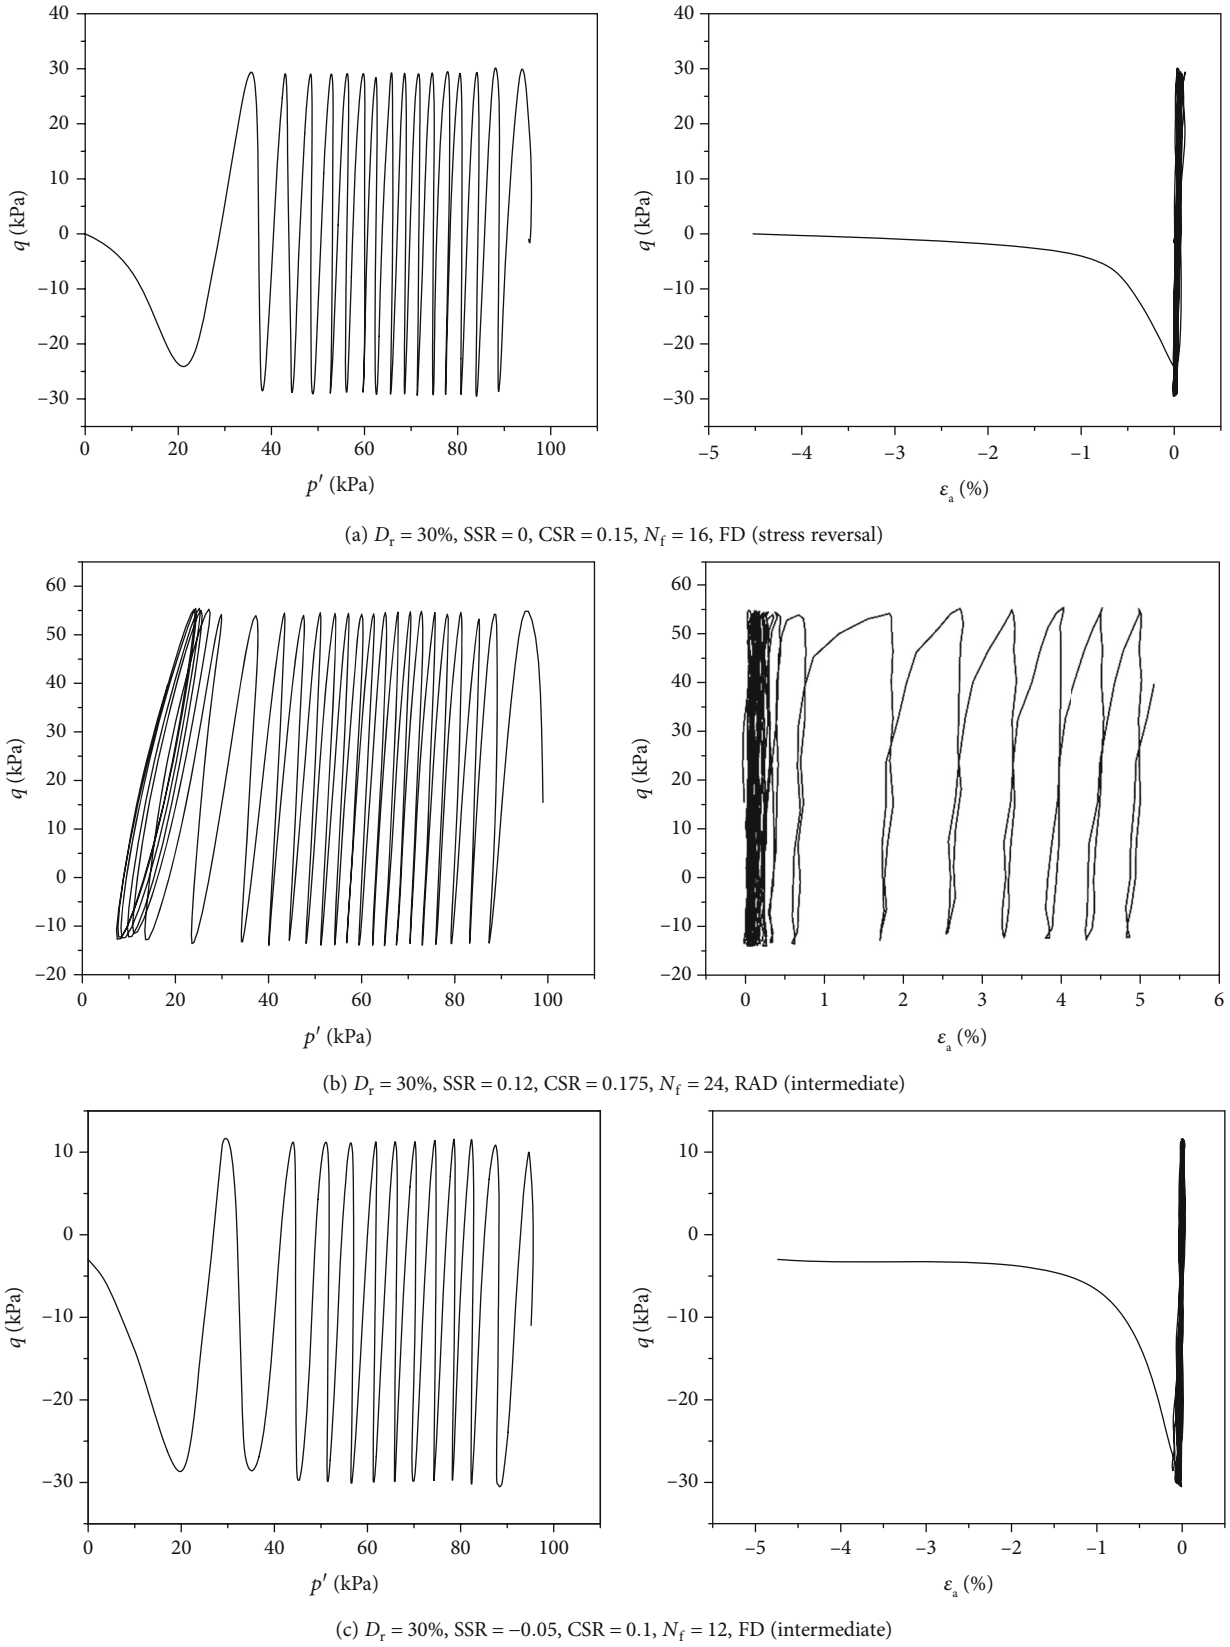 40
30
20
10
0
−10
−20
−30
q (kPa)
0 20 40 60 80 100
p′ (kPa)
40
30
20
10
0
−10
−20
−30
q (kPa)
−5 −4 −3 −2 −1 0
εa (%)
(a) Dr = 30%, SSR = 0, CSR = 0.15, Nf = 16, FD (stress reversal)
60
50
40
30
20
10
0
−10
−20
q (kPa)
0 20 40 60 80 100
p′ (kPa)
60
50
40
30
20
10
0
−10
−20
q (kPa)
0 1 2 3 4 5 6
εa (%)
(b) Dr = 30%, SSR = 0.12, CSR = 0.175, Nf = 24, RAD (intermediate)
10
0
−10
−20
−30
q (kPa)
0 20 40 60 80 100
p′ (kPa)
10
0
−10
−20
−30
q (kPa)
−5 −4 −3 −2 −1 0
εa (%)
(c) Dr = 30%, SSR = −0.05, CSR = 0.1, Nf = 12, FD (intermediate)